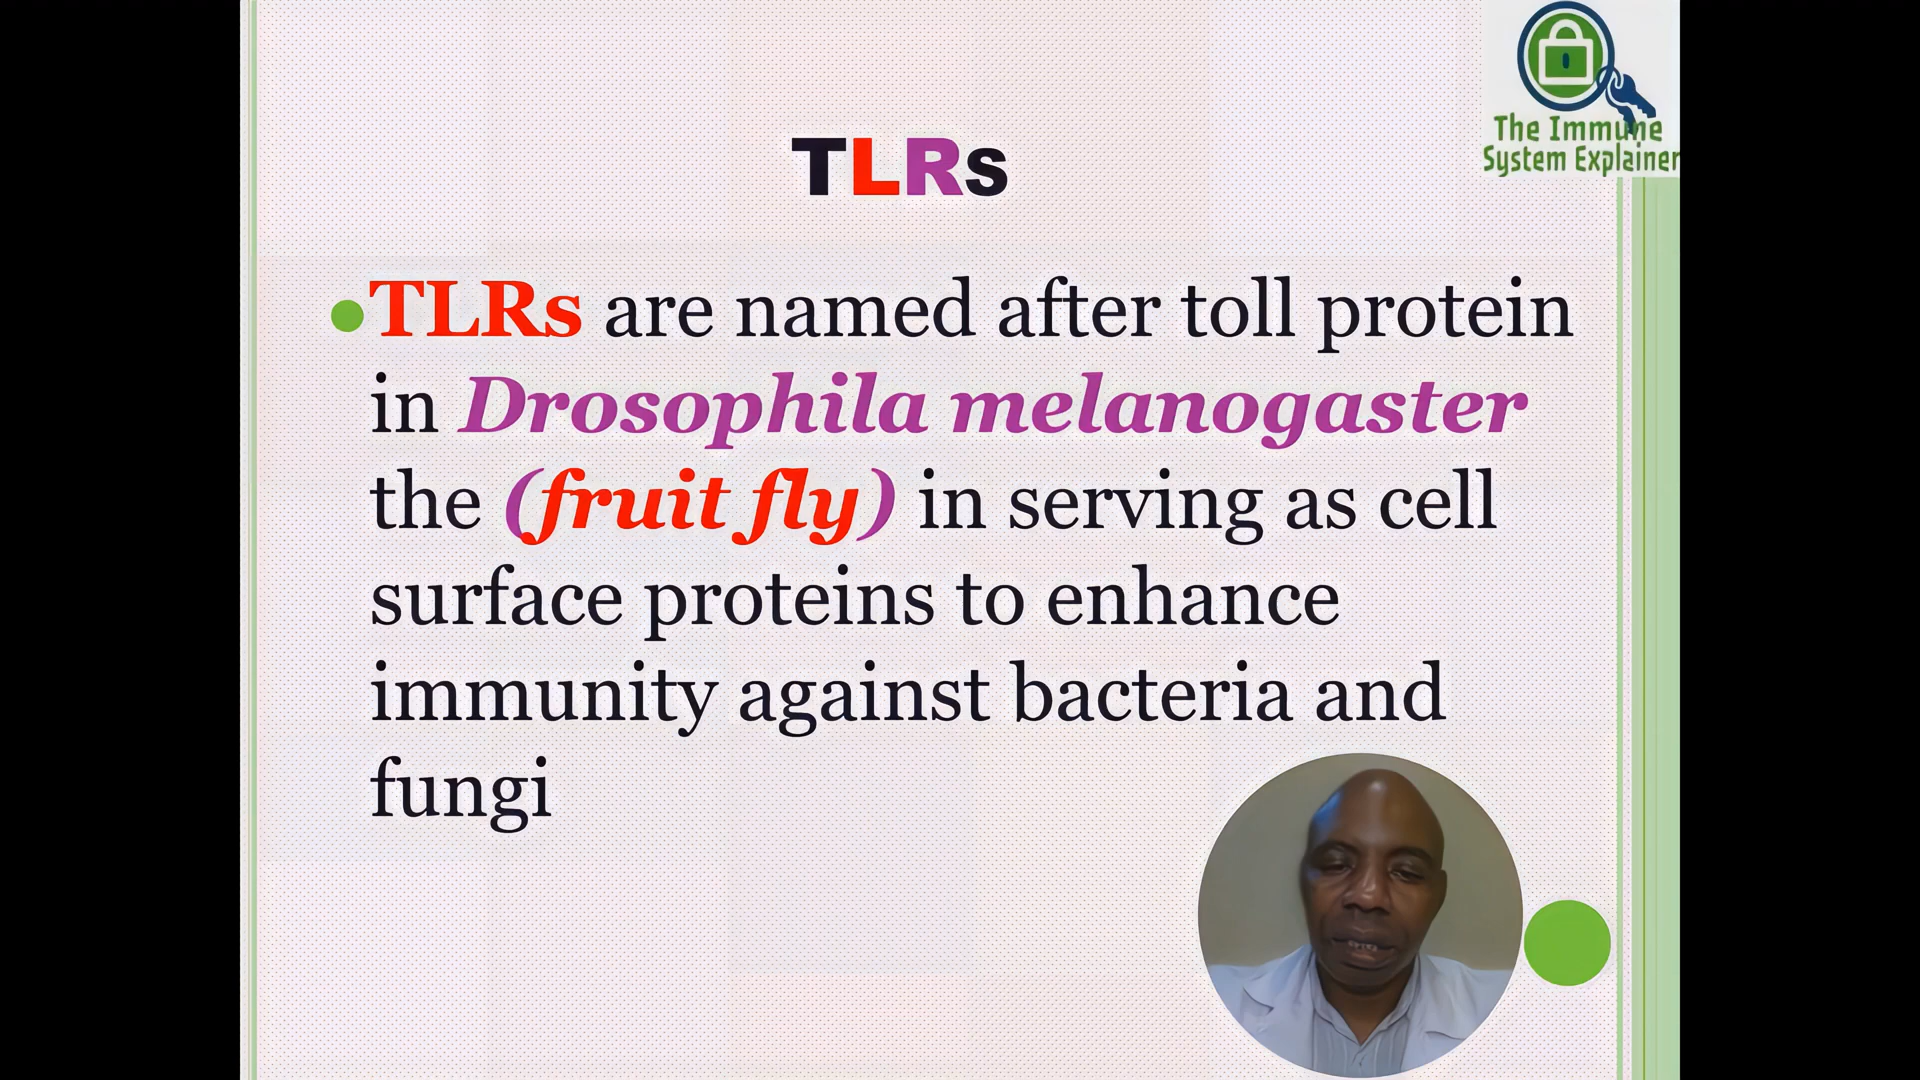 The Immune
System Explainer
TLRs
TLRs are named after toll protein
in Drosophila melanogaster
the (fruit fly) in serving as cell
surface proteins to enhance
immunity against bacteria and
fungi